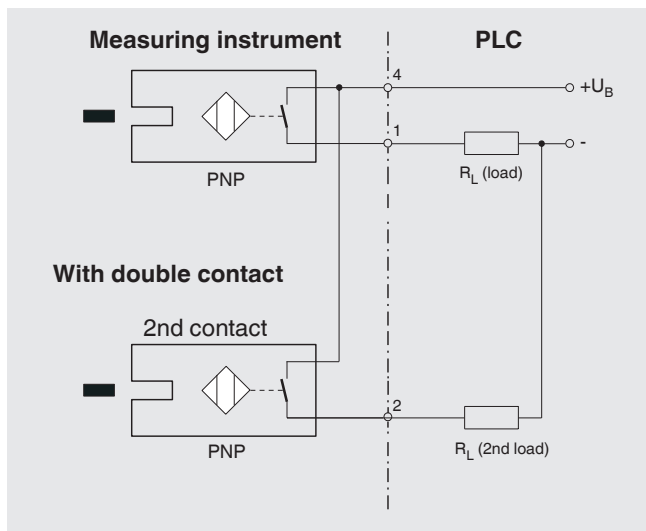 Measuring instrument
PLC
4
+U_B
1
-
R_L (load)
PNP
With double contact
2nd contact
2
R_L (2nd load)
PNP